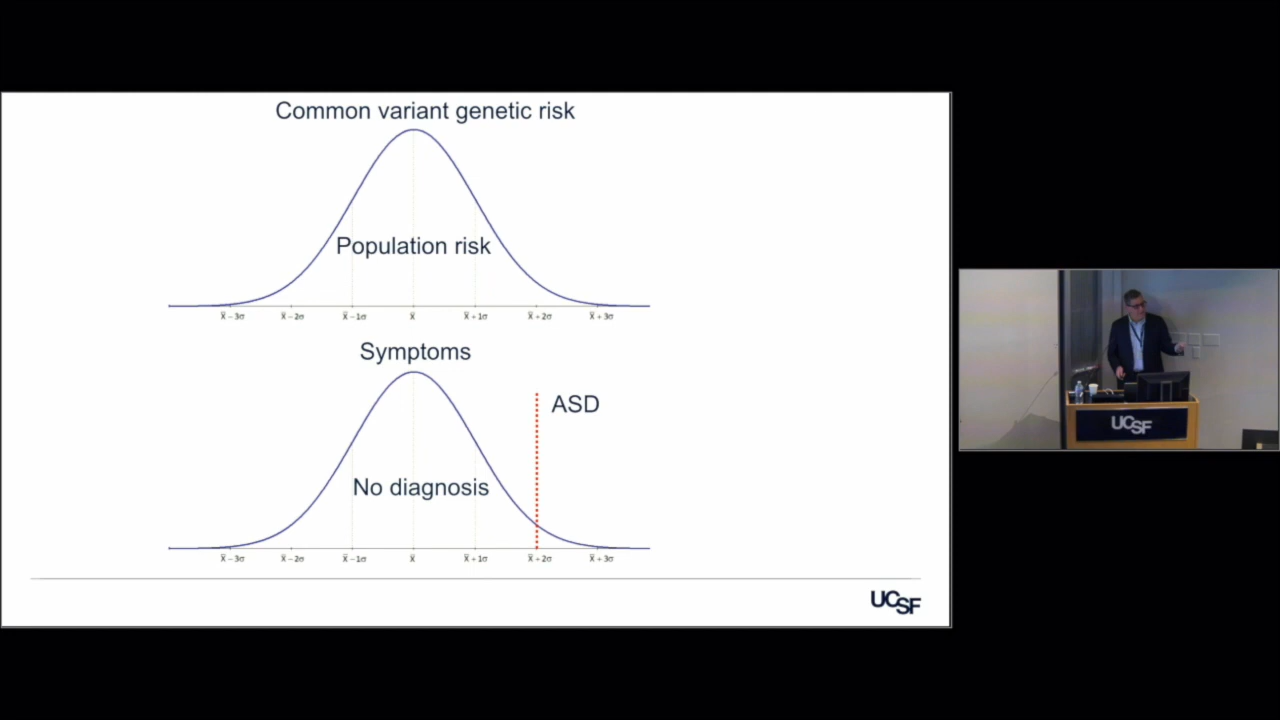 Common variant genetic risk
Population risk
x̄ – 3σ x̄ – 2σ x̄ – 1σ x̄ x̄ + 1σ x̄ + 2σ x̄ + 3σ
Symptoms
ASD
No diagnosis
x̄ – 3σ x̄ – 2σ x̄ – 1σ x̄ x̄ + 1σ x̄ + 2σ x̄ + 3σ
UCSF
UCSF